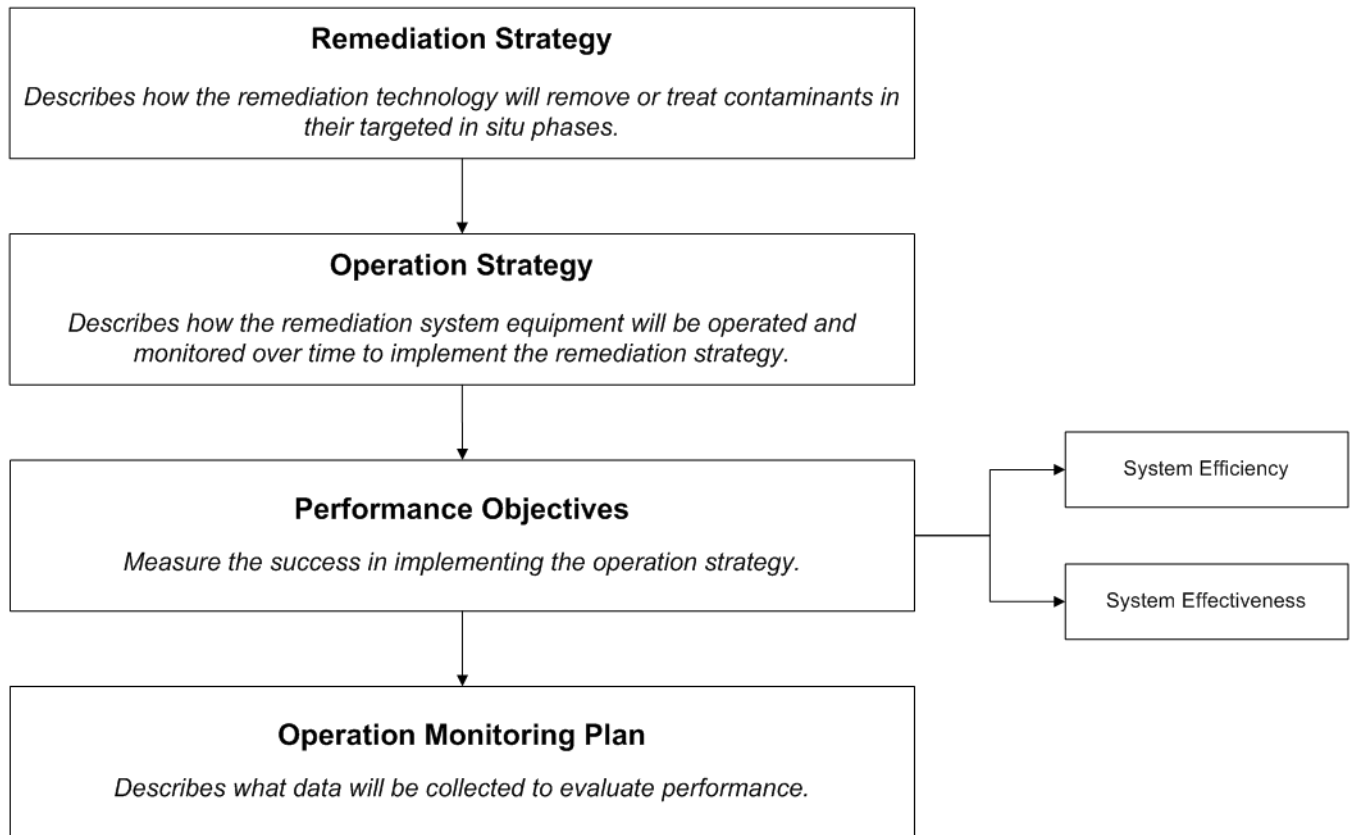 Remediation Strategy
Describes how the remediation technology will remove or treat contaminants in
their targeted in situ phases.
Operation Strategy
Describes how the remediation system equipment will be operated and
monitored over time to implement the remediation strategy.
Performance Objectives
Measure the success in implementing the operation strategy.
System Efficiency
System Effectiveness
Operation Monitoring Plan
Describes what data will be collected to evaluate performance.